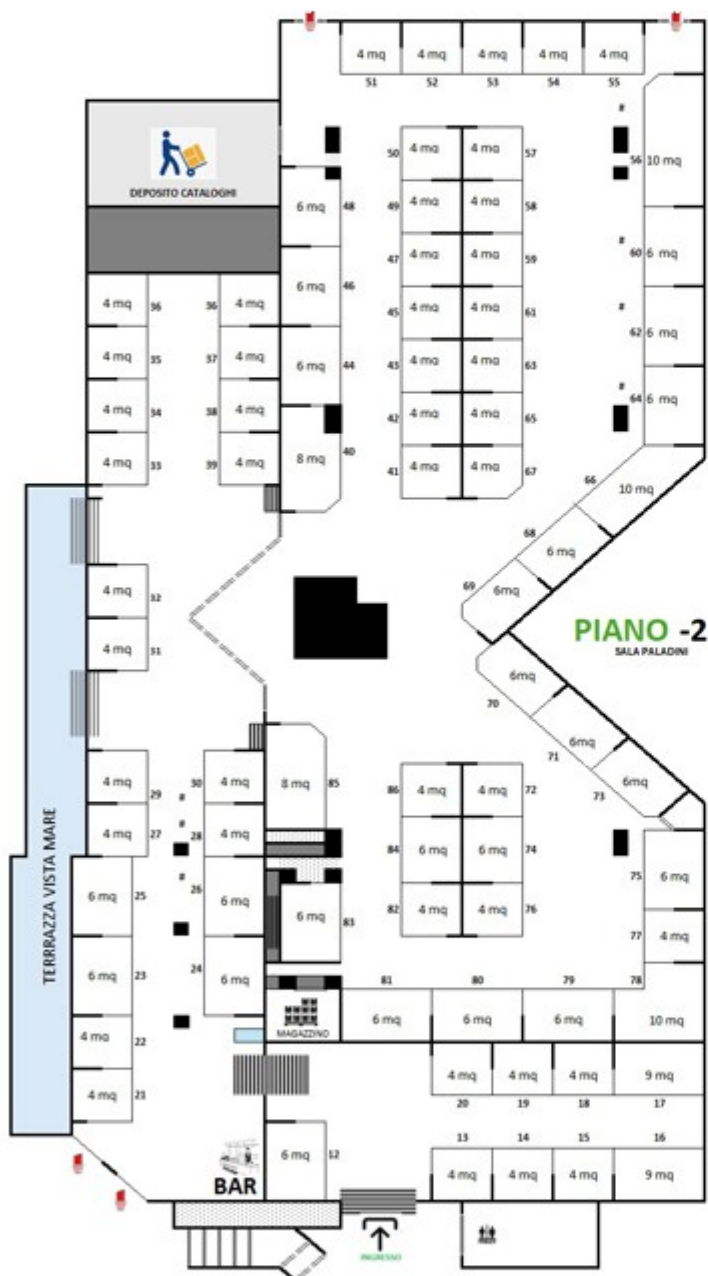 4 mq 4 mq 4 mq 4 mq 4 mq
51 52 53 54 55
#
DEPOSITO CATALOGHI
50 4 mq 4 mq 57
56 10 mq
6 mq 48
49 4 mq 4 mq 58
47 4 mq 4 mq 59
#
60 6 mq
6 mq 46
4 mq 36 36 4 mq
45 4 mq 4 mq 61
#
62 6 mq
4 mq 35 37 4 mq
6 mq 44
43 4 mq 4 mq 63
#
64 6 mq
4 mq 34 38 4 mq
42 4 mq 4 mq 65
4 mq 33 39 4 mq
8 mq 40
41 4 mq 4 mq 67
66 10 mq
68 6 mq
69 6mq
4 mq 32
4 mq 31
PIANO -2
SALA PALADINI
70 6mq
71 6mq
73 6mq
TERRRAZZA VISTA MARE
4 mq 29
#
30 4 mq
8 mq 85
86 4 mq 4 mq 72
4 mq 27
#
28 4 mq
84 6 mq 6 mq 74
6 mq 25
#
26 6 mq
6 mq 83
82 4 mq 4 mq 76
75 6 mq
77 4 mq
6 mq 23
24 6 mq
81 80 79 78
6 mq 6 mq 6 mq 10 mq
MAGAZZINO
4 mq 22
4 mq 21
4 mq 4 mq 4 mq 9 mq
20 19 18 17
13 14 15 16
4 mq 4 mq 4 mq 9 mq
6 mq 12
BAR
INGRESSO